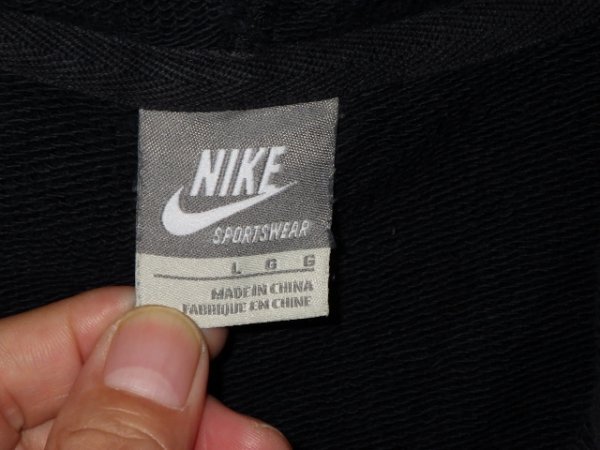 NIKE
SPORTSWEAR
L G G
MADE IN CHINA
FABRIQUE EN CHINE